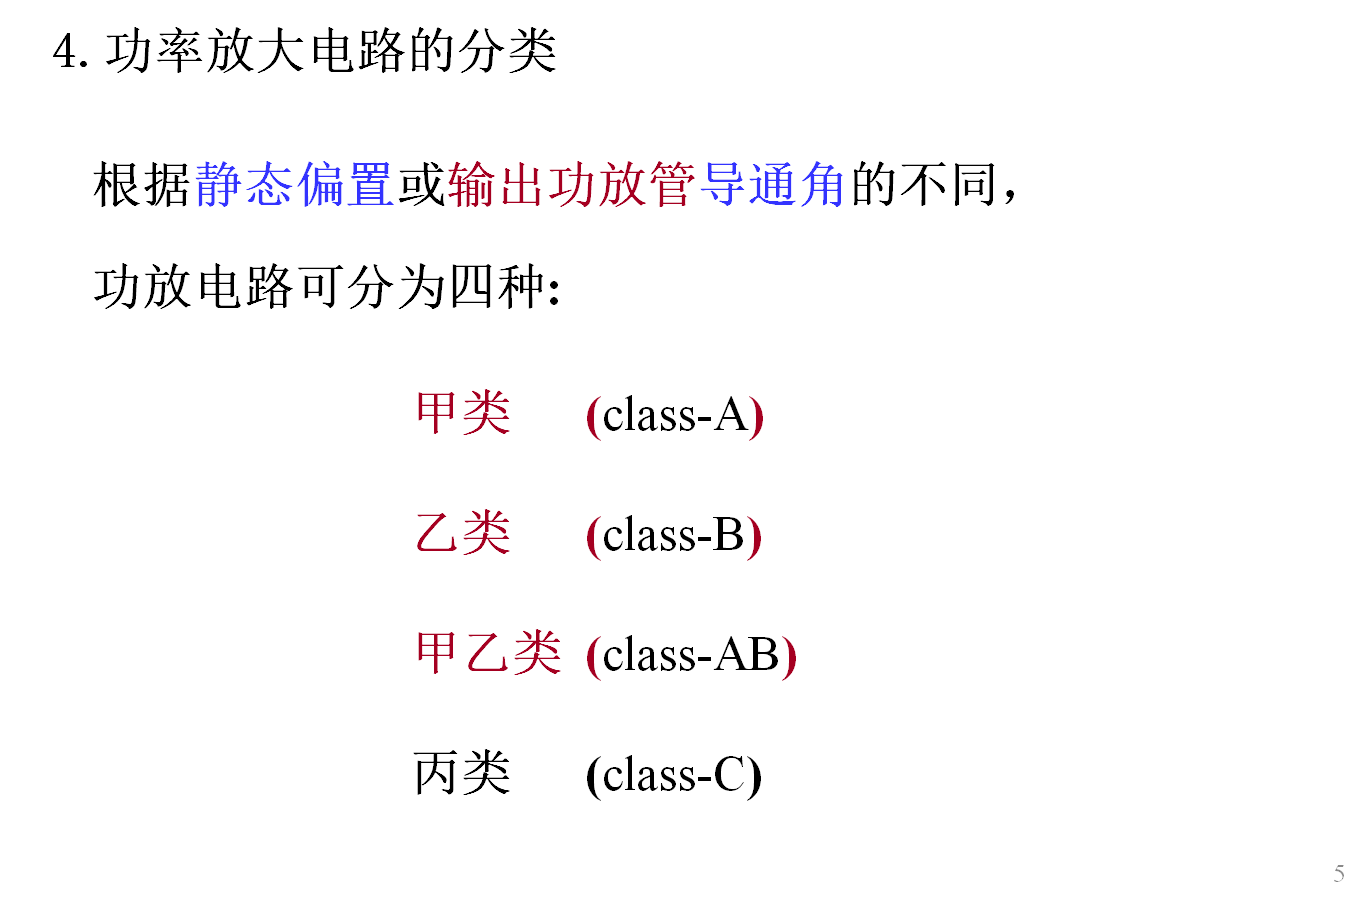 4. 功率放大电路的分类
根据静态偏置或输出功放管导通角的不同,
功放电路可分为四种:
甲类 (class-A)
乙类 (class-B)
甲乙类 (class-AB)
丙类 (class-C)
5